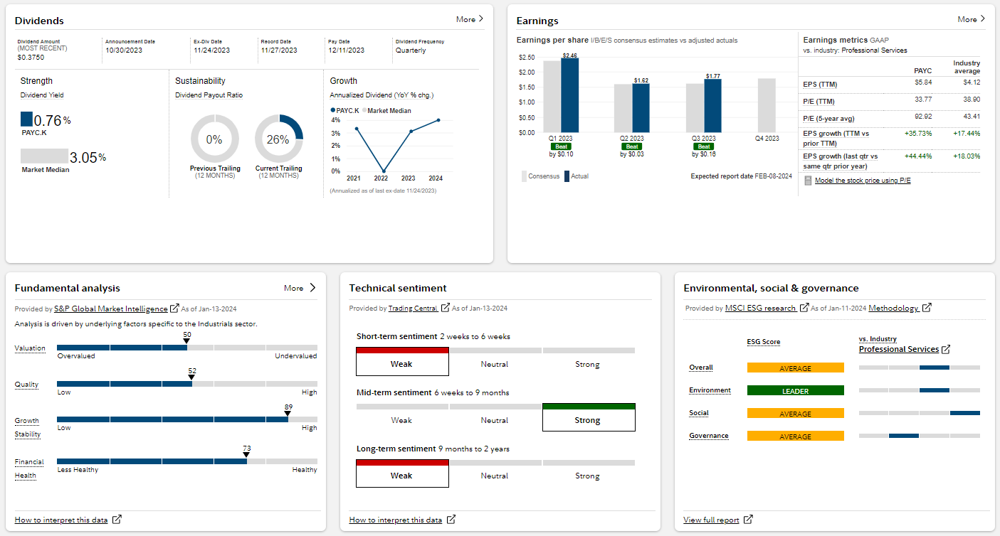 Dividends
More
Dividend Amount
(MOST RECENT)
$0.3750
Announcement Date
10/30/2023
Ex-Div Date
11/24/2023
Record Date
11/27/2023
Pay Date
12/11/2023
Dividend Frequency
Quarterly
Strength
Dividend Yield
0.76%
PAYC.K
3.05%
Market Median
Sustainability
Dividend Payout Ratio
0%
Previous Trailing
(12 MONTHS)
26%
Current Trailing
(12 MONTHS)
Growth
Annualized Dividend (YoY % chg.)
PAYC.K Market Median
4%
3%
2%
1%
0%
2021 2022 2023 2024
(Annualized as of last ex-date 11/24/2023)
Earnings
More
Earnings per share I/B/E/S consensus estimates vs adjusted actuals
$2.50
$2.00
$1.50
$1.00
$0.50
$0.00
$2.46
$1.62
$1.77
Q1 2023 Q2 2023 Q3 2023 Q4 2023
Beat Beat Beat
by $0.10 by $0.03 by $0.16
Consensus Actual
Expected report date FEB-08-2024
Earnings metrics GAAP
vs. industry: Professional Services
PAYC Industry
average
EPS (TTM) $5.84 $4.12
P/E (TTM) 33.77 38.90
P/E (5-year avg) 92.92 43.41
EPS growth (TTM vs +35.73% +17.44%
prior TTM)
EPS growth (last qtr vs +44.44% +18.03%
same qtr prior year)
Model the stock price using P/E
Fundamental analysis
More
Provided by S&P Global Market Intelligence As of Jan-13-2024
Analysis is driven by underlying factors specific to the Industrials sector.
50
Valuation
Overvalued Undervalued
52
Quality
Low High
89
Growth
Stability
Low High
73
Financial
Health
Less Healthy Healthy
How to interpret this data
Technical sentiment
Provided by Trading Central As of Jan-13-2024
Short-term sentiment 2 weeks to 6 weeks
Weak Neutral Strong
Mid-term sentiment 6 weeks to 9 months
Weak Neutral Strong
Long-term sentiment 9 months to 2 years
Weak Neutral Strong
How to interpret this data
Environmental, social & governance
Provided by MSCI ESG research As of Jan-11-2024 Methodology
ESG Score
vs. Industry
Professional Services
Overall AVERAGE
Environment LEADER
Social AVERAGE
Governance AVERAGE
View full report